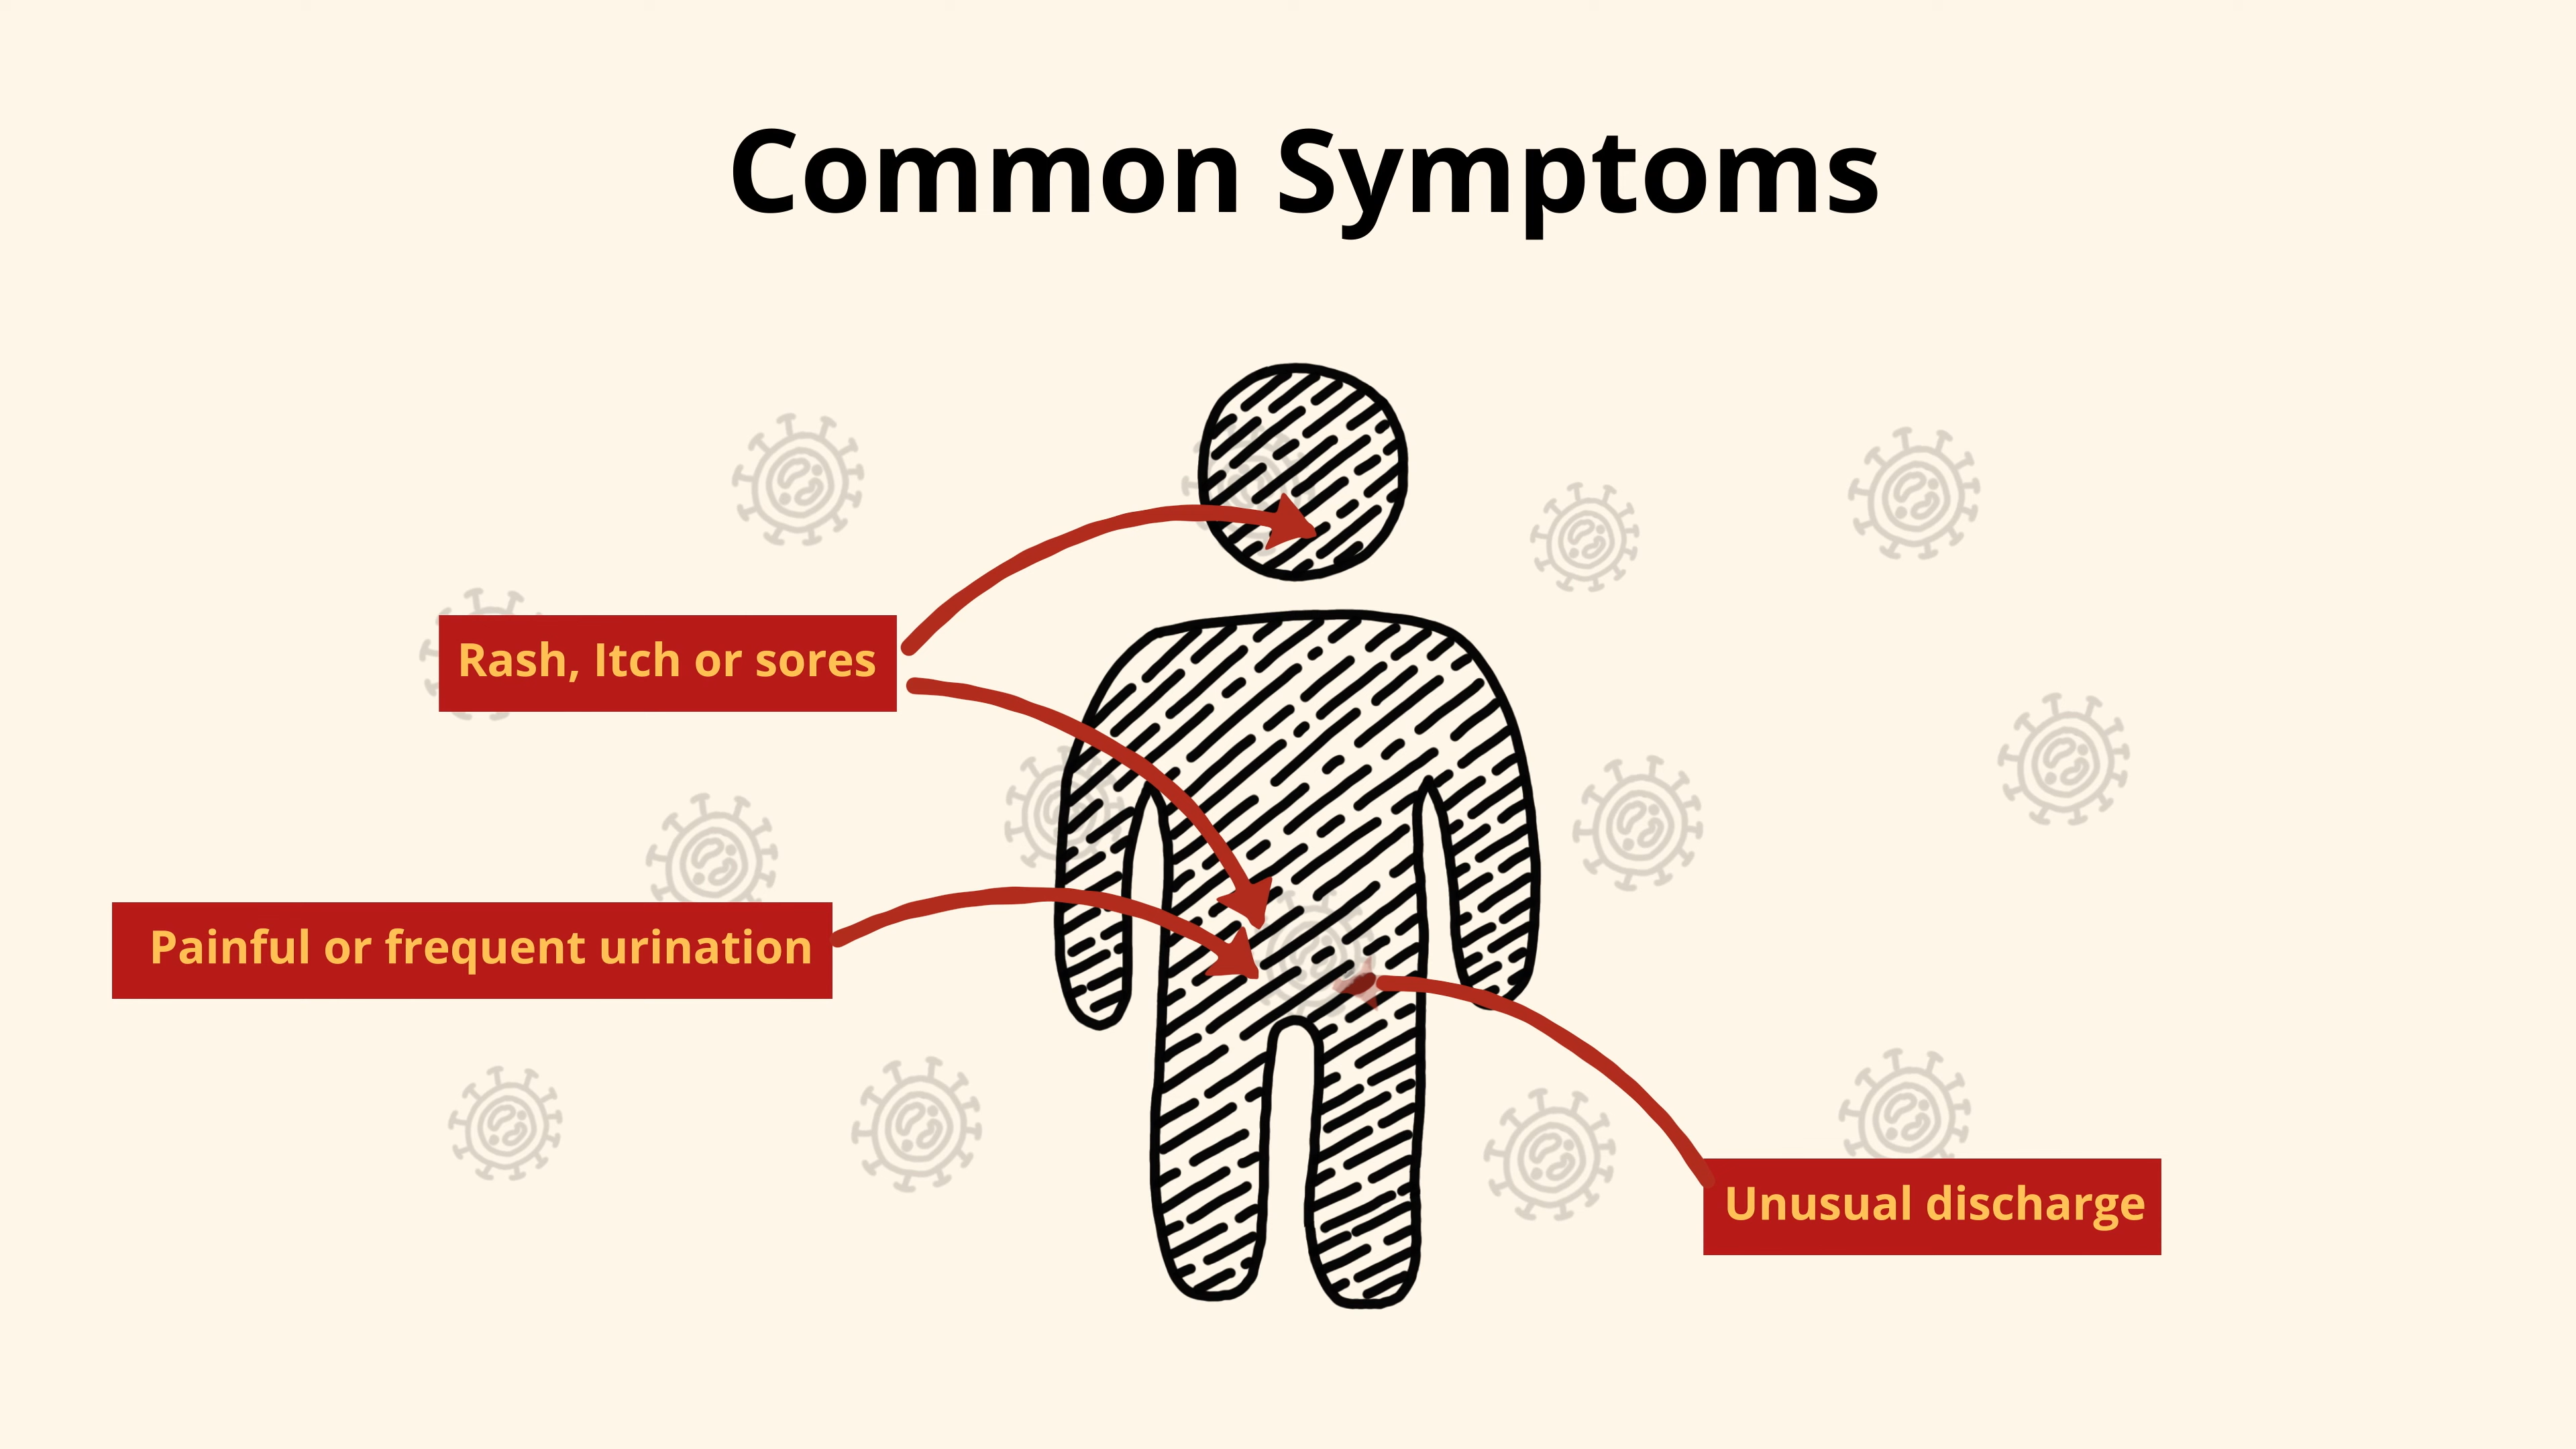 Common Symptoms
Rash, Itch or sores
Painful or frequent urination
Unusual discharge